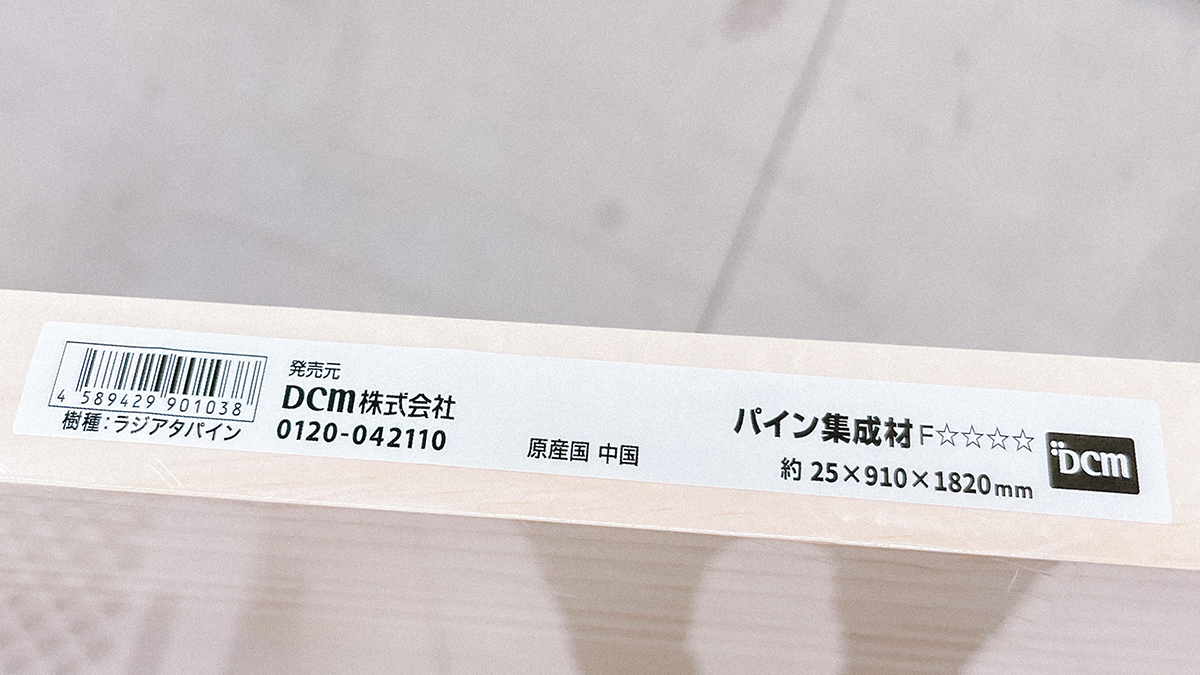 4 589429 901038
樹種：ラジアタパイン
発売元
DCM株式会社
0120-042110
原産国 中国
パイン集成材 F☆☆☆☆
約 25×910×1820mm
DCM